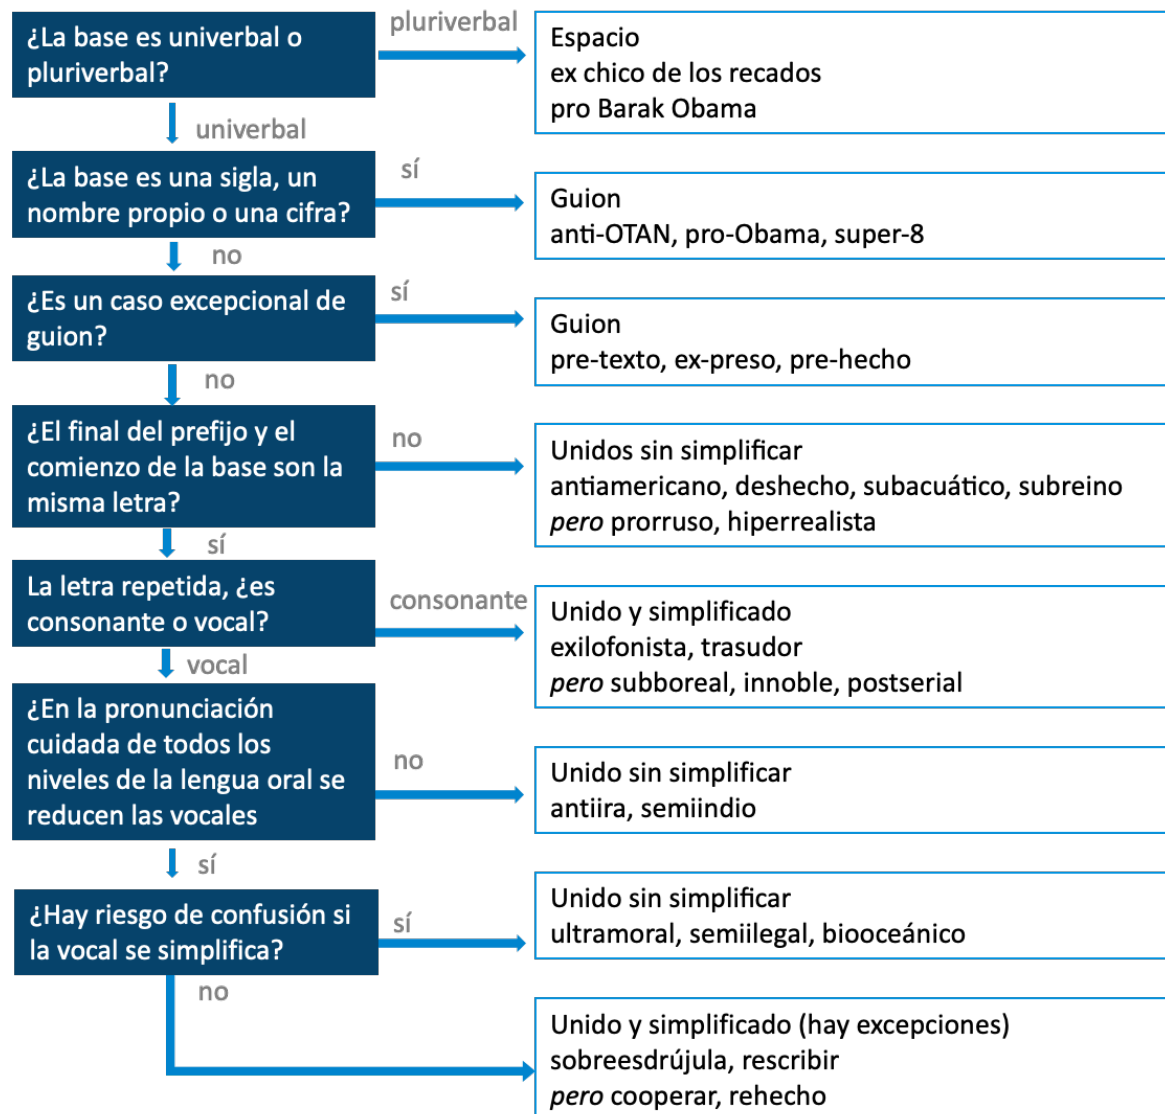 ¿La base es univerbal o
pluriverbal?
pluriverbal
Espacio
ex chico de los recados
pro Barak Obama
univerbal
¿La base es una sigla, un
nombre propio o una cifra?
sí
Guion
anti-OTAN, pro-Obama, super-8
no
¿Es un caso excepcional de
guion?
sí
Guion
pre-texto, ex-preso, pre-hecho
no
¿El final del prefijo y el
comienzo de la base son la
misma letra?
no
Unidos sin simplificar
antiamericano, deshecho, subacuático, subreino
pero prorruso, hiperrealista
sí
La letra repetida, ¿es
consonante o vocal?
consonante
Unido y simplificado
exilofonista, trasudor
pero subboreal, innoble, postserial
vocal
¿En la pronunciación
cuidada de todos los
niveles de la lengua oral se
reducen las vocales
no
Unido sin simplificar
antiira, semiindio
sí
¿Hay riesgo de confusión si
la vocal se simplifica?
sí
Unido sin simplificar
ultramoral, semiilegal, biooceánico
no
Unido y simplificado (hay excepciones)
sobreesdrújula, rescribir
pero cooperar, rehecho